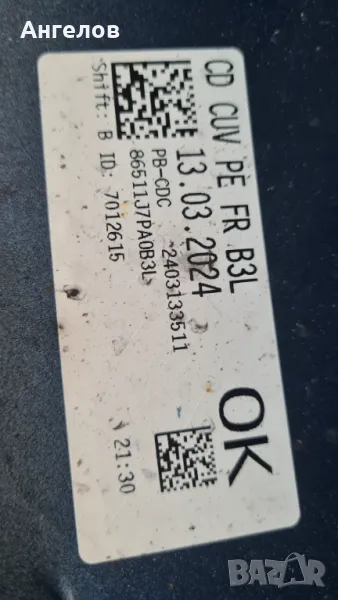 Ангелов
CD CUV PE FR B3L
13.03.2024
PB-CDC ~2403133511
86511J7PA0B3L~
Shift: B ID: 7012615
OK
21:30
BAZAR